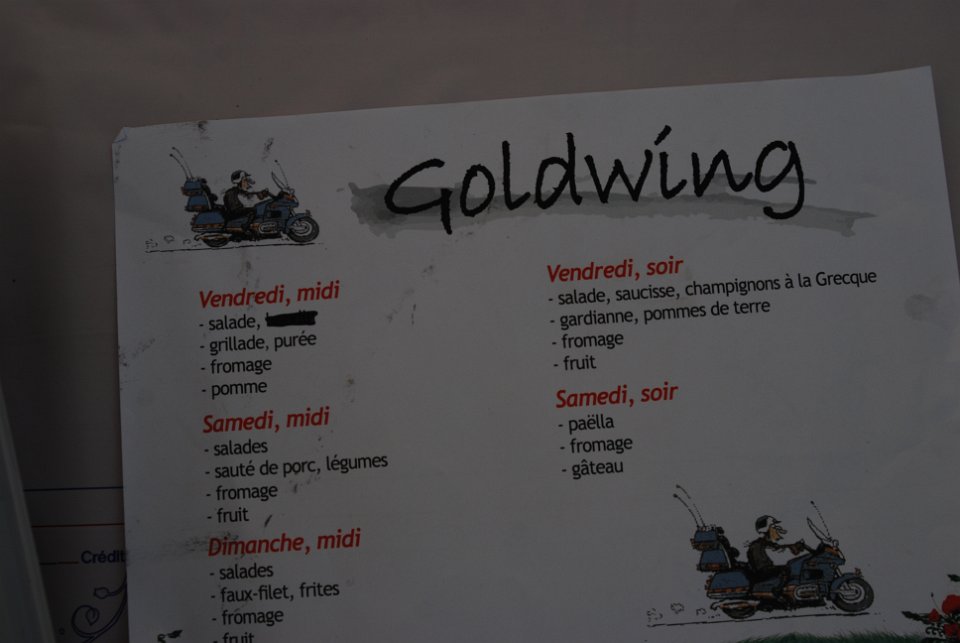 Goldwing
Vendredi, midi
- salade,
- grillade, purée
- fromage
- pomme
Samedi, midi
- salades
- sauté de porc, légumes
- fromage
- fruit
Dimanche, midi
- salades
- faux-filet, frites
- fromage
- fruit
Vendredi, soir
- salade, saucisse, champignons à la Grecque
- gardianne, pommes de terre
- fromage
- fruit
Samedi, soir
- paëlla
- fromage
- gâteau
Crédit